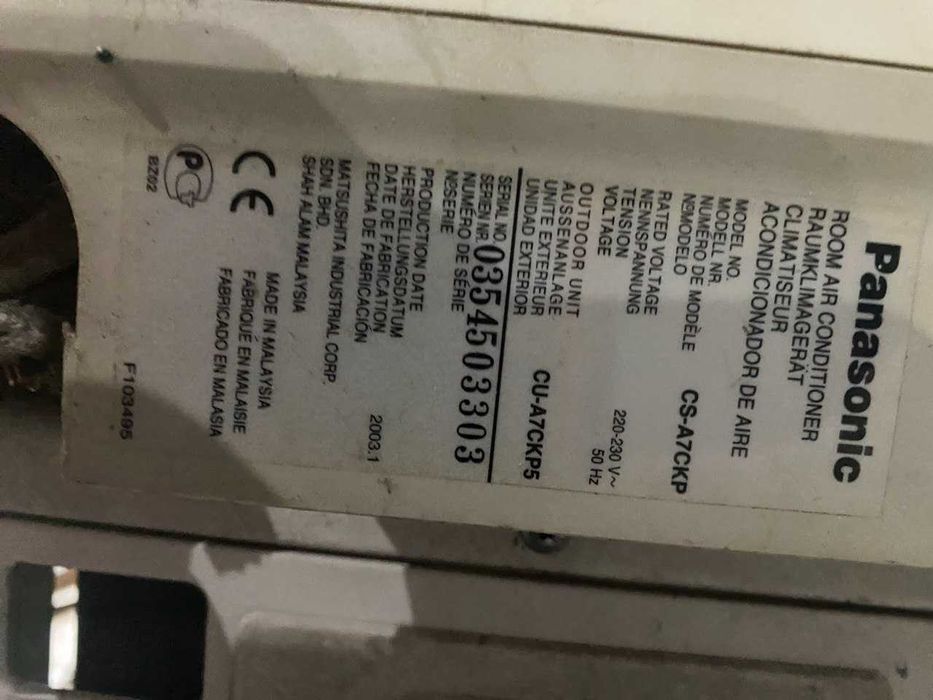 Panasonic
ROOM AIR CONDITIONER
RAUMKLIMAGERÄT
CLIMATISEUR
ACONDICIONADOR DE AIRE
MODEL NO.
MODELL NR.
NUMÉRO DE MODÈLE
NºMODELO
CS-A7CKP
RATED VOLTAGE
NENNSPANNUNG
TENSION
VOLTAGE
220-230 V~
50 Hz
OUTDOOR UNIT
AUSSENANLAGE
UNITÉ EXTERIEUR
UNIDAD EXTERIOR
CU-A7CKP5
SERIAL NO.
SERIEN NR.
NUMÉRO DE SÉRIE
NºSERIE
0354503303
PRODUCTION DATE
HERSTELLUNGSDATUM
DATE DE FABRICATION
FECHA DE FABRICACIÓN
2003.1
MATSUSHITA INDUSTRIAL CORP.
SDN. BHD.
SHAH ALAM MALAYSIA
MADE IN MALAYSIA
FABRIQUÉ EN MALAISIE
FABRICADO EN MALASIA
CE
PCT
BZ02
F103495